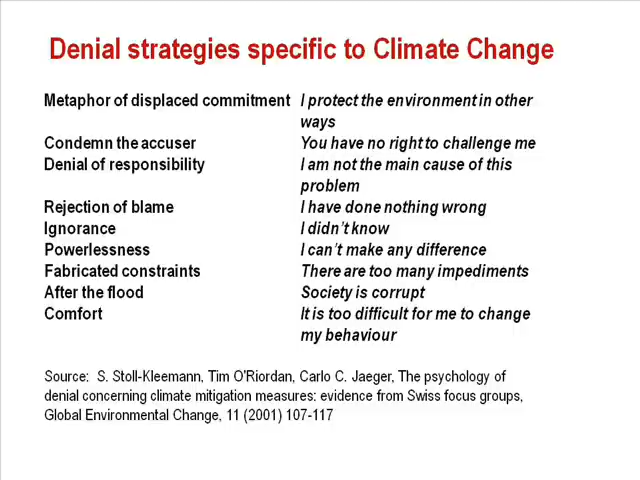 Denial strategies specific to Climate Change
Metaphor of displaced commitment I protect the environment in other
ways
Condemn the accuser You have no right to challenge me
Denial of responsibility I am not the main cause of this
problem
Rejection of blame I have done nothing wrong
Ignorance I didn't know
Powerlessness I can't make any difference
Fabricated constraints There are too many impediments
After the flood Society is corrupt
Comfort It is too difficult for me to change
my behaviour
Source: S. Stoll-Kleemann, Tim O'Riordan, Carlo C. Jaeger, The psychology of
denial concerning climate mitigation measures: evidence from Swiss focus groups,
Global Environmental Change, 11 (2001) 107-117